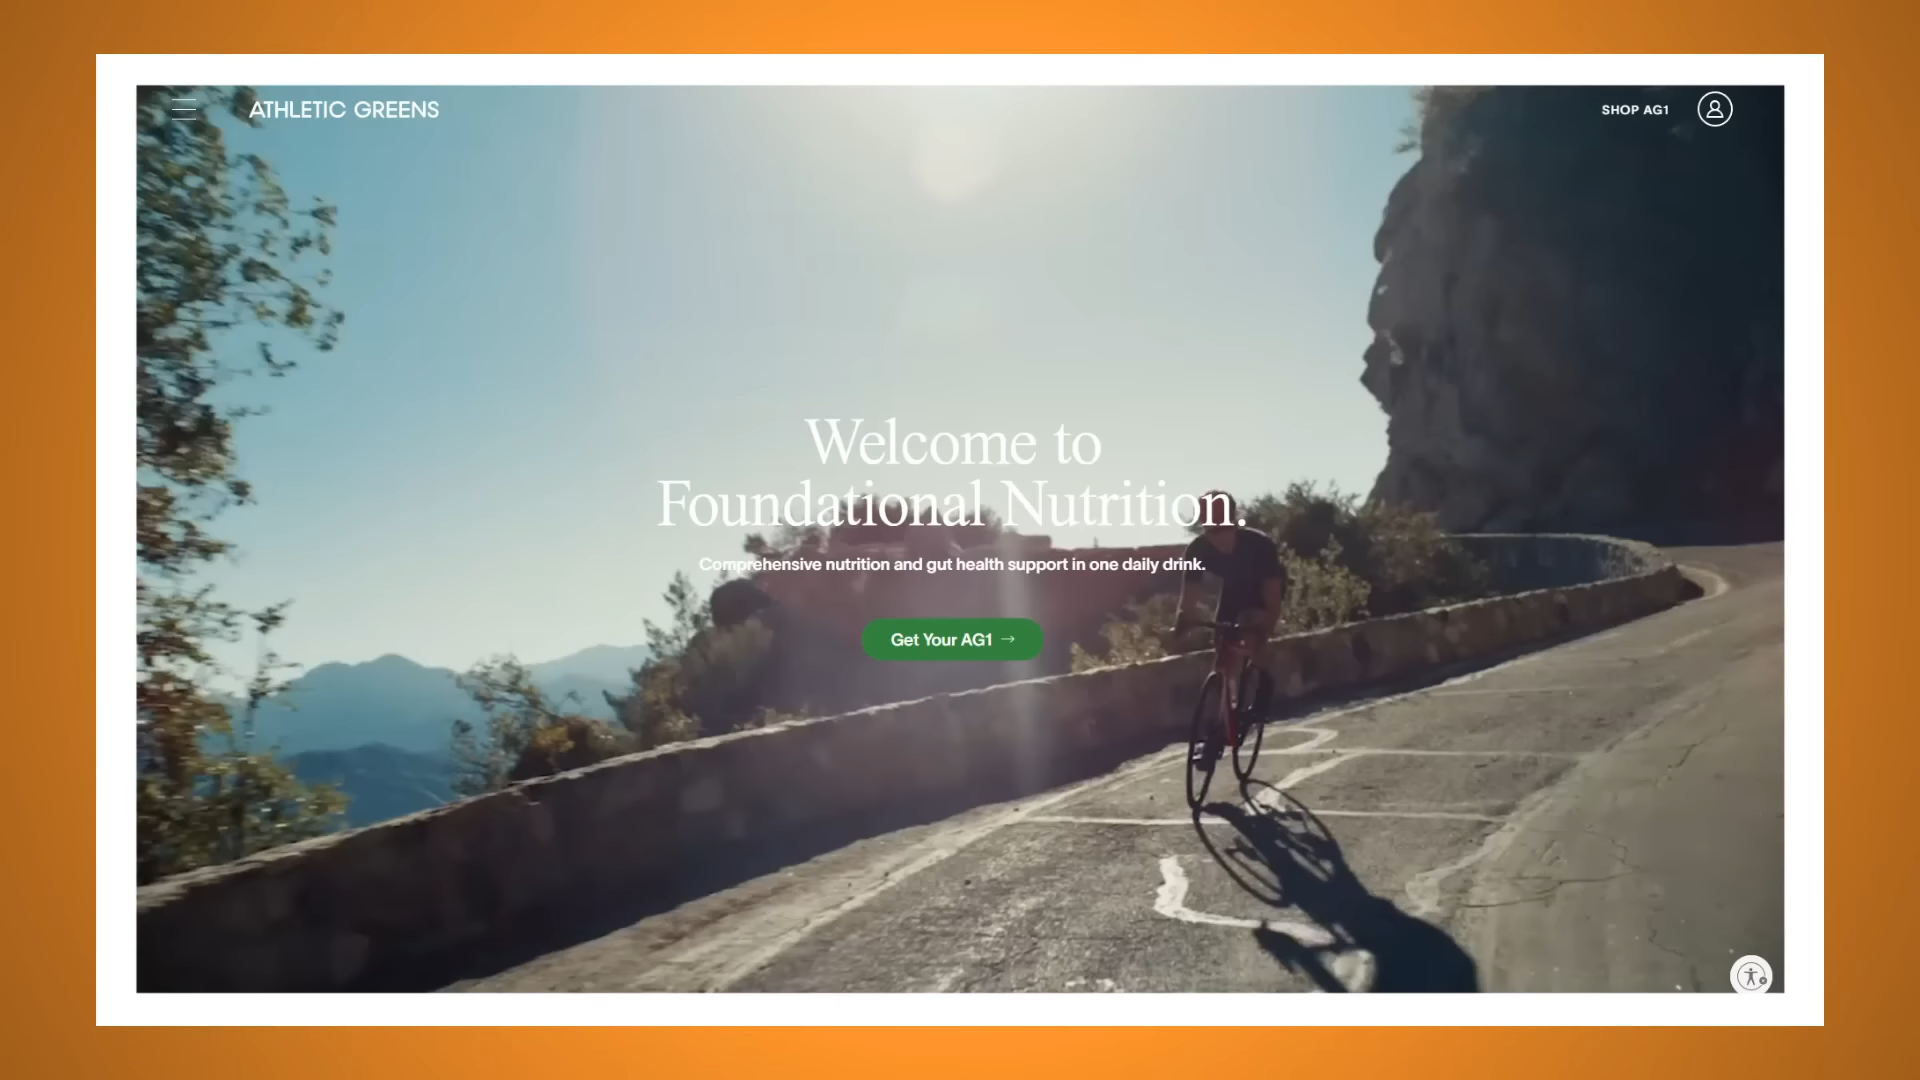 ATHLETIC GREENS
SHOP AG1
Welcome to
Foundational Nutrition.
Comprehensive nutrition and gut health support in one daily drink.
Get Your AG1 →